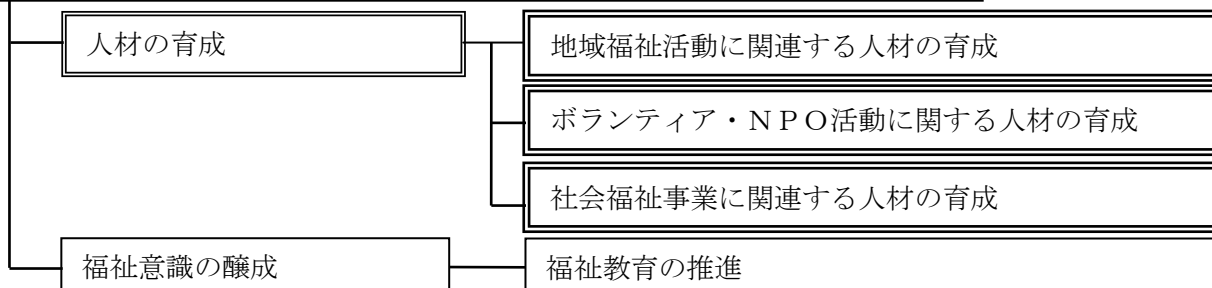 人材の育成
地域福祉活動に関連する人材の育成
ボランティア・ＮＰＯ活動に関する人材の育成
社会福祉事業に関連する人材の育成
福祉意識の醸成
福祉教育の推進